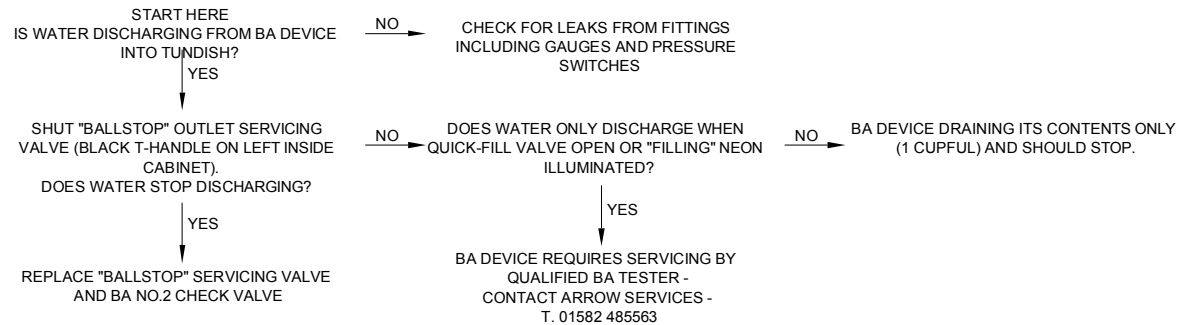 START HERE
IS WATER DISCHARGING FROM BA DEVICE
INTO TUNDISH?
NO
CHECK FOR LEAKS FROM FITTINGS
INCLUDING GAUGES AND PRESSURE
SWITCHES
YES
SHUT "BALLSTOP" OUTLET SERVICING
VALVE (BLACK T-HANDLE ON LEFT INSIDE
CABINET).
DOES WATER STOP DISCHARGING?
NO
DOES WATER ONLY DISCHARGE WHEN
QUICK-FILL VALVE OPEN OR "FILLING" NEON
ILLUMINATED?
NO
BA DEVICE DRAINING ITS CONTENTS ONLY
(1 CUPFUL) AND SHOULD STOP.
YES
REPLACE "BALLSTOP" SERVICING VALVE
AND BA NO.2 CHECK VALVE
YES
BA DEVICE REQUIRES SERVICING BY
QUALIFIED BA TESTER -
CONTACT ARROW SERVICES -
T. 01582 485563